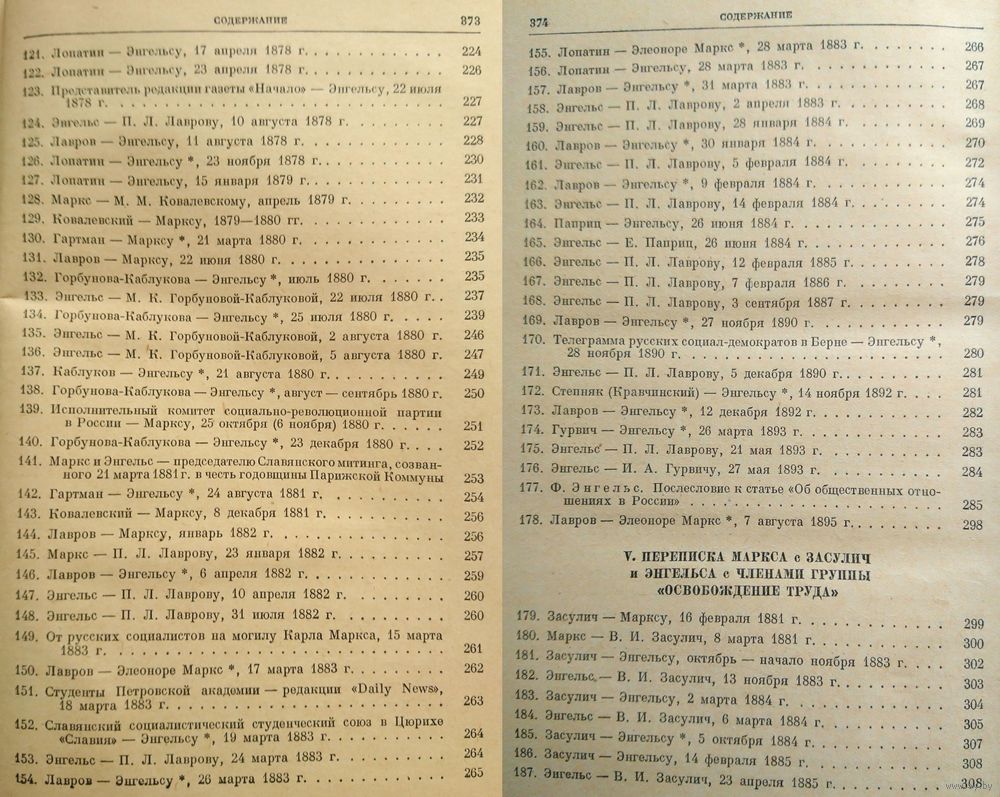 СОДЕРЖАНИЕ 373
121. Лопатин — Энгельсу, 17 апреля 1878 г. 224
122. Лопатин — Энгельсу, 23 апреля 1878 г. 226
123. Представитель редакции газеты «Начало» — Энгельсу, 22 июля
1878 г. 227
124. Энгельс — П. Л. Лаврову, 10 августа 1878 г. 227
125. Лавров — Энгельсу, 11 августа 1878 г. 228
126. Лопатин — Энгельсу *, 23 ноября 1878 г. 230
127. Лопатин — Энгельсу, 15 января 1879 г. 231
128. Маркс — М. М. Ковалевскому, апрель 1879 г. 232
129. Ковалевский — Марксу, 1879—1880 гг. 233
130. Гартман — Марксу *, 21 марта 1880 г. 234
131. Лавров — Марксу, 22 июня 1880 г. 235
132. Горбунова-Каблукова — Энгельсу *, июль 1880 г. 235
133. Энгельс — М. К. Горбуновой-Каблуковой, 22 июля 1880 г. 237
134. Горбунова-Каблукова — Энгельсу *, 25 июля 1880 г. 239
135. Энгельс — М. К. Горбуновой-Каблуковой, 2 августа 1880 г. 246
136. Энгельс — М. К. Горбуновой-Каблуковой, 5 августа 1880 г. 247
137. Каблуков — Энгельсу *, 21 августа 1880 г. 249
138. Горбунова-Каблукова — Энгельсу *, август — сентябрь 1880 г. 250
139. Исполнительный комитет социально-революционной партии
в России — Марксу, 25 октября (6 ноября) 1880 г. 251
140. Горбунова-Каблукова — Энгельсу *, 23 декабря 1880 г. 252
141. Маркс и Энгельс — председателю Славянского митинга, созван-
ного 21 марта 1881 г. в честь годовщины Парижской Коммуны 253
142. Гартман — Энгельсу *, 24 августа 1881 г. 254
143. Ковалевский — Марксу, 8 декабря 1881 г. 256
144. Лавров — Марксу, январь 1882 г. 256
145. Маркс — П. Л. Лаврову, 23 января 1882 г. 257
146. Лавров — Энгельсу *, 6 апреля 1882 г. 259
147. Энгельс — П. Л. Лаврову, 10 апреля 1882 г. 260
148. Энгельс — П. Л. Лаврову, 31 июля 1882 г. 260
149. От русских социалистов на могилу Карла Маркса, 15 марта
1883 г. 261
150. Лавров — Элеоноре Маркс *, 17 марта 1883 г. 262
151. Студенты Петровской академии — редакции «Daily News»,
18 марта 1883 г. 263
152. Славянский социалистический студенческий союз в Цюрихе
«Славия» — Энгельсу *, 19 марта 1883 г. 264
153. Энгельс — П. Л. Лаврову, 24 марта 1883 г. 264
154. Лавров — Энгельсу *, 26 марта 1883 г. 265
374 СОДЕРЖАНИЕ
155. Лопатин — Элеоноре Маркс *, 28 марта 1883 г. 266
156. Лопатин — Энгельсу, 28 марта 1883 г. 267
157. Лавров — Энгельсу *, 31 марта 1883 г. 267
158. Энгельс — П. Л. Лаврову, 2 апреля 1883 г. 268
159. Энгельс — П. Л. Лаврову, 28 января 1884 г. 269
160. Лавров — Энгельсу *, 30 января 1884 г. 270
161. Энгельс — П. Л. Лаврову, 5 февраля 1884 г. 272
162. Лавров — Энгельсу *, 9 февраля 1884 г. 274
163. Энгельс — П. Л. Лаврову, 14 февраля 1884 г. 274
164. Паприц — Энгельсу, 26 июня 1884 г. 275
165. Энгельс — Е. Паприц, 26 июня 1884 г. 276
166. Энгельс — П. Л. Лаврову, 12 февраля 1885 г. 278
167. Энгельс — П. Л. Лаврову, 7 февраля 1886 г. 279
168. Энгельс — П. Л. Лаврову, 3 сентября 1887 г. 279
169. Лавров — Энгельсу *, 27 ноября 1890 г. 279
170. Телеграмма русских социал-демократов в Берне — Энгельсу *,
28 ноября 1890 г. 280
171. Энгельс — П. Л. Лаврову, 5 декабря 1890 г. 281
172. Степняк (Кравчинский) — Энгельсу *, 14 ноября 1892 г. 281
173. Лавров — Энгельсу *, 12 декабря 1892 г. 282
174. Гурвич — Энгельсу *, 26 марта 1893 г. 283
175. Энгельс — П. Л. Лаврову, 21 мая 1893 г. 283
176. Энгельс — И. А. Гурвичу, 27 мая 1893 г. 284
177. Ф. Энгельс. Послесловие к статье «Об общественных отно-
шениях в России» 285
178. Лавров — Элеоноре Маркс *, 7 августа 1895 г. 298
V. ПЕРЕПИСКА МАРКСА с ЗАСУЛИЧ
и ЭНГЕЛЬСА с ЧЛЕНАМИ ГРУППЫ
«ОСВОБОЖДЕНИЕ ТРУДА»
179. Засулич — Марксу, 16 февраля 1881 г. 299
180. Маркс — В. И. Засулич, 8 марта 1881 г. 300
181. Засулич — Энгельсу, октябрь — начало ноября 1883 г. 302
182. Энгельс — В. И. Засулич, 13 ноября 1883 г. 303
183. Засулич — Энгельсу, 2 марта 1884 г. 304
184. Энгельс — В. И. Засулич, 6 марта 1884 г. 305
185. Засулич — Энгельсу *, 5 октября 1884 г. 307
186. Засулич — Энгельсу, 14 февраля 1885 г. 308
187. Энгельс — В. И. Засулич, 23 апреля 1885 г. 308